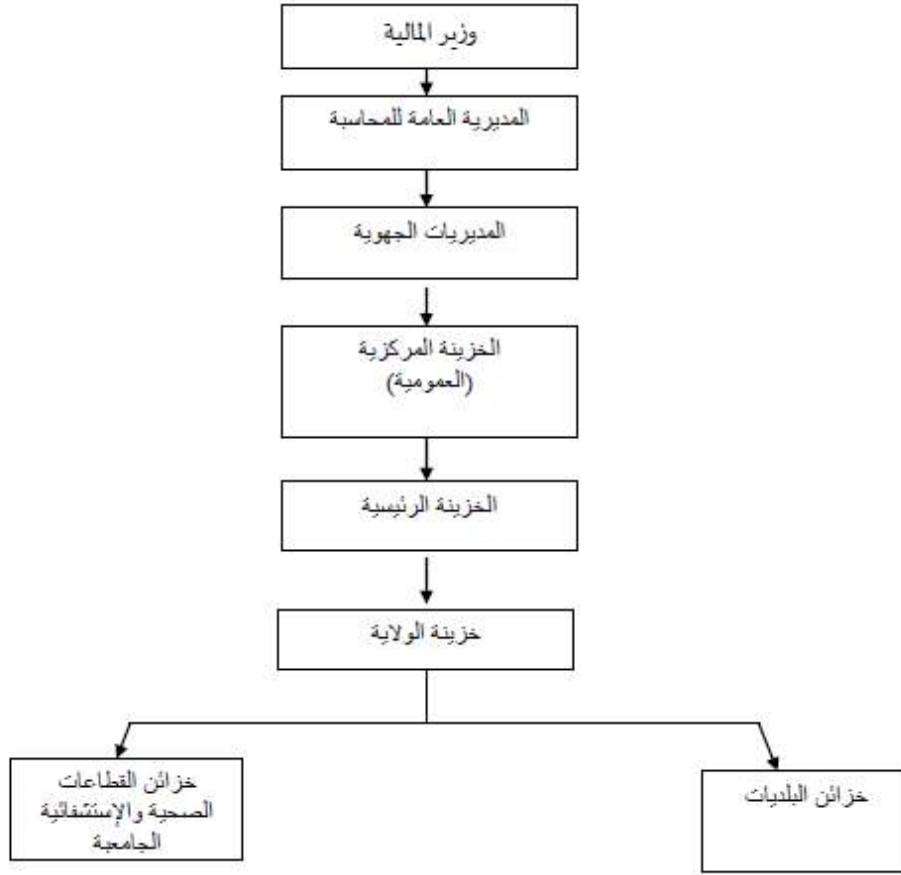 وزير المالية
المديرية العامة للمحاسبة
المديريات الجهوية
الخزينة المركزية
(العمومية)
الخزينة الرئيسية
خزينة الولاية
خزائن القطاعات
الصحية والإستشفائية
الجامعية
خزائن البلديات